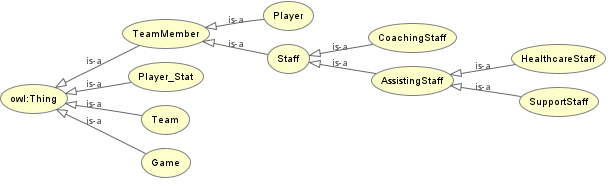 Player
is-a
TeamMember
CoachingStaff
is-a
is-a
is-a
Staff
HealthcareStaff
is-a
is-a
AssistingStaff
Player_Stat
is-a
is-a
owl:Thing
SupportStaff
is-a
Team
is-a
Game